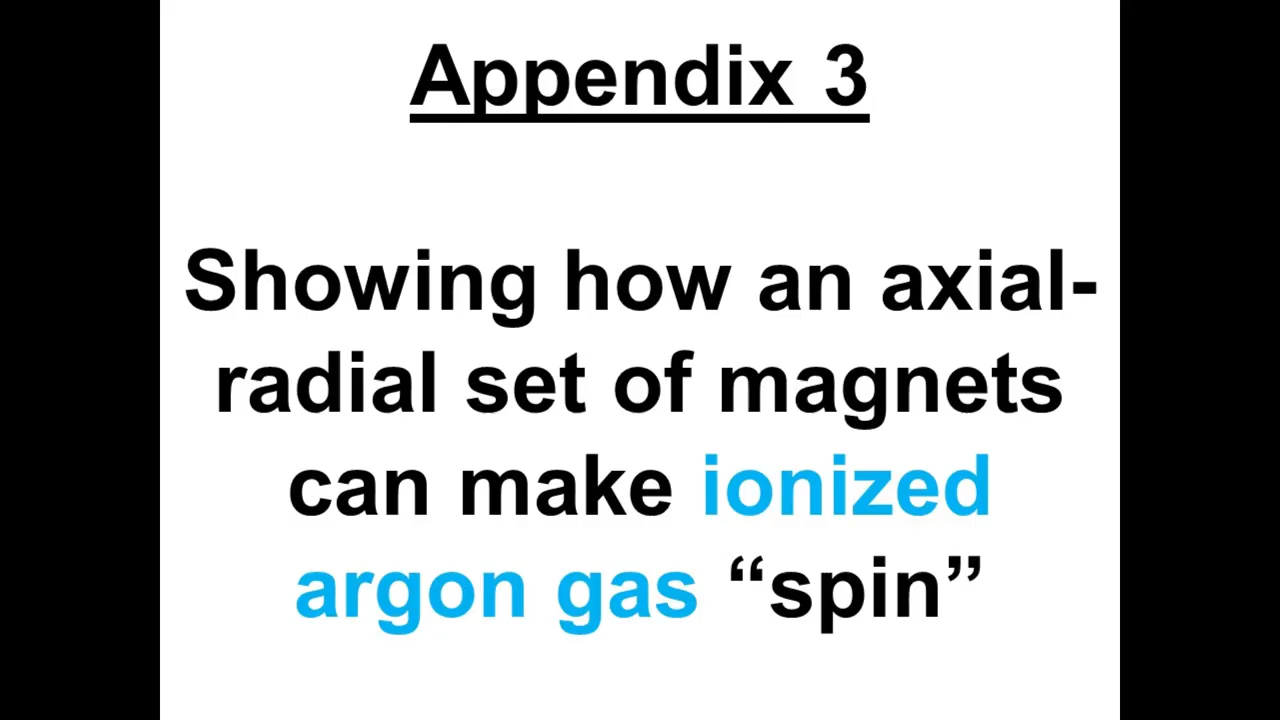 Appendix 3
Showing how an axial-
radial set of magnets
can make ionized
argon gas “spin”